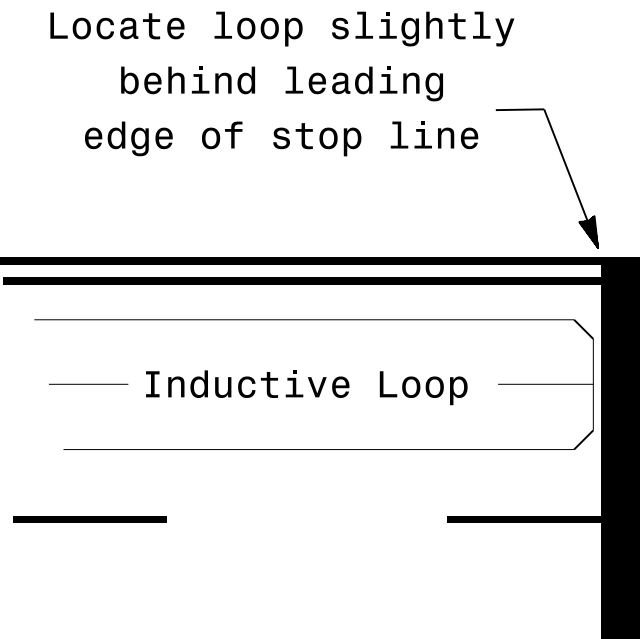 Locate loop slightly
behind leading
edge of stop line
Inductive Loop